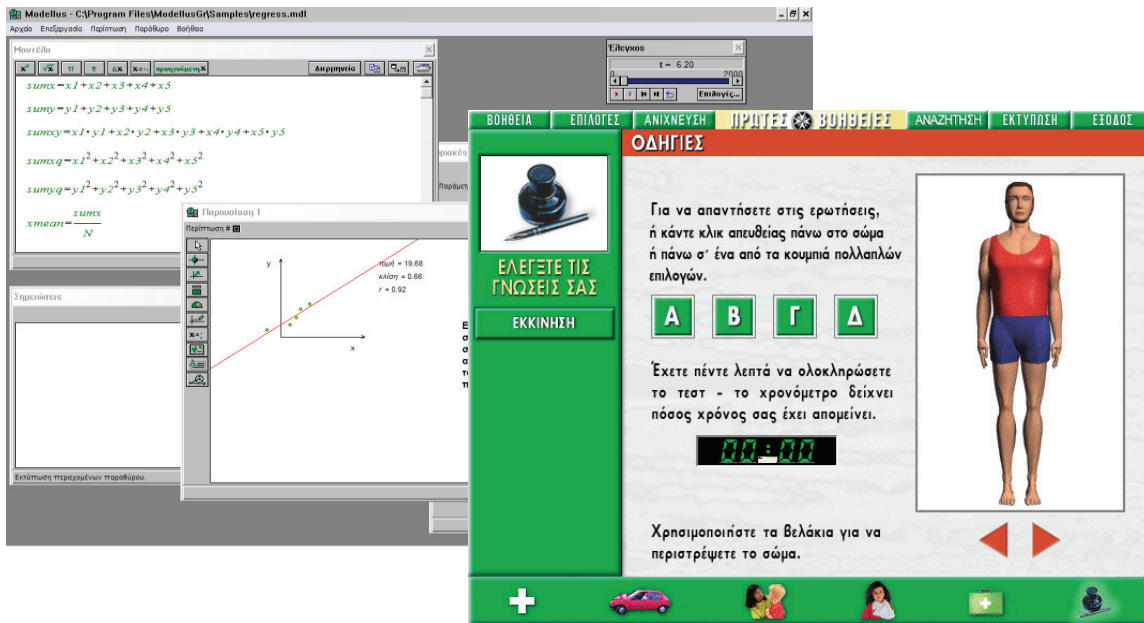 Modellus - C:\Program Files\ModellusGr\Samples\regress.mdl
Αρχείο Επεξεργασία Περίπτωση Παράθυρο Βοήθεια
Μοντέλο
π e Δx προηγούμενη x Διερμηνεία
sumx=x1+x2+x3+x4+x5
sumy=y1+y2+y3+y4+y5
sumxy=x1·y1+x2·y2+x3·y3+x4·y4+x5·y5
sumxq=x1²+x2²+x3²+x4²+x5²
sumyq=y1²+y2²+y3²+y4²+y5²
xmean=sumx/N
Έλεγχος
t = 6.20
0 2000
Επιλογές...
Σημειώσεις
Εκτύπωση περιεχομένων παραθύρου.
Παρουσίαση 1
Περίπτωση #
y
τομή = 19.68
κλίση = 0.66
r = 0.92
x
ΒΟΗΘΕΙΑ ΕΠΙΛΟΓΕΣ ΑΝΙΧΝΕΥΣΗ ΠΡΩΤΕΣ ΒΟΗΘΕΙΕΣ ΑΝΑΖΗΤΗΣΗ ΕΚΤΥΠΩΣΗ ΕΞΟΔΟΣ
ΟΔΗΓΙΕΣ
ΕΛΕΓΞΤΕ ΤΙΣ
ΓΝΩΣΕΙΣ ΣΑΣ
ΕΚΚΙΝΗΣΗ
Για να απαντήσετε στις ερωτήσεις,
ή κάντε κλικ απευθείας πάνω στο σώμα
ή πάνω σ' ένα από τα κουμπιά πολλαπλών
επιλογών.
Α Β Γ Δ
Έχετε πέντε λεπτά να ολοκληρώσετε
το τεστ - το χρονόμετρο δείχνει
πόσος χρόνος σας έχει απομείνει.
00:00
Χρησιμοποιήστε τα βελάκια για να
περιστρέψετε το σώμα.